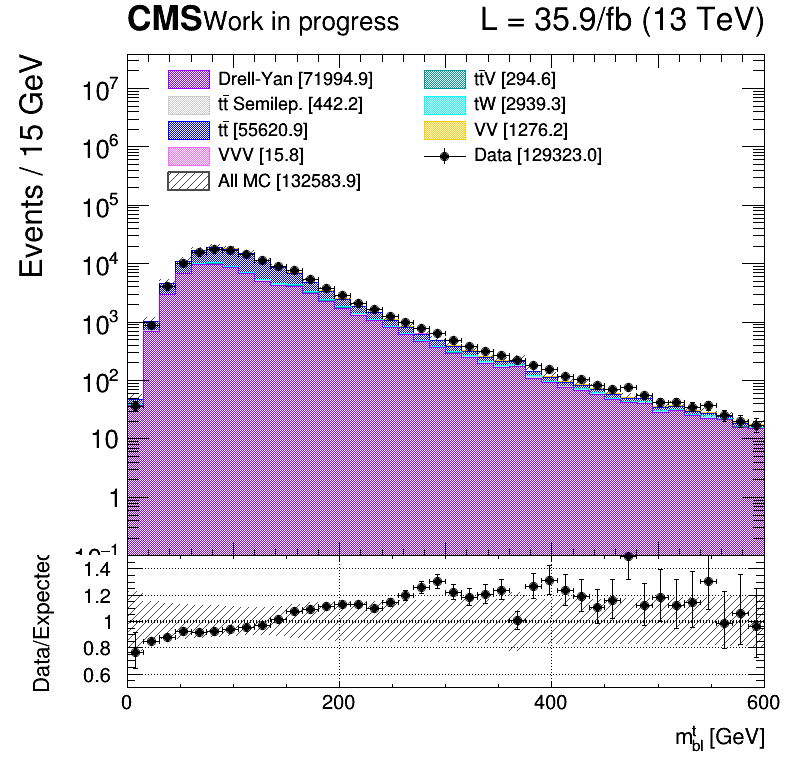 CMS Work in progress L = 35.9/fb (13 TeV)
Events / 15 GeV
Drell-Yan [71994.9]
tt̄ Semilep. [442.2]
tt̄ [55620.9]
VVV [15.8]
All MC [132583.9]
tt̄V [294.6]
tW [2939.3]
VV [1276.2]
Data [129323.0]
10⁷
10⁶
10⁵
10⁴
10³
10²
10
1
10⁻¹
Data/Expected
1.4
1.2
1
0.8
0.6
0 200 400 600
mᵗbl [GeV]